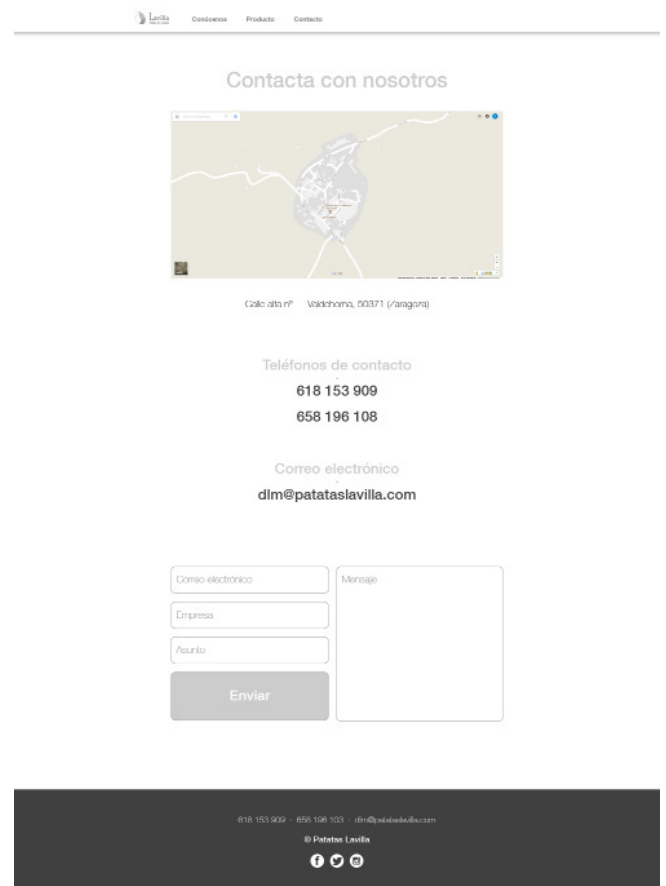 Lavilla
Conócenos Producto Contacto
Contacta con nosotros
Calle alta nº Valdehorna, 50371 (Zaragoza)
Teléfonos de contacto
618 153 909
658 196 108
Correo electrónico
dlm@patataslavilla.com
Correo electrónico
Mensaje
Empresa
Asunto
Enviar
618 153 909 · 658 196 103 · dlm@patataslavilla.com
© Patatas Lavilla